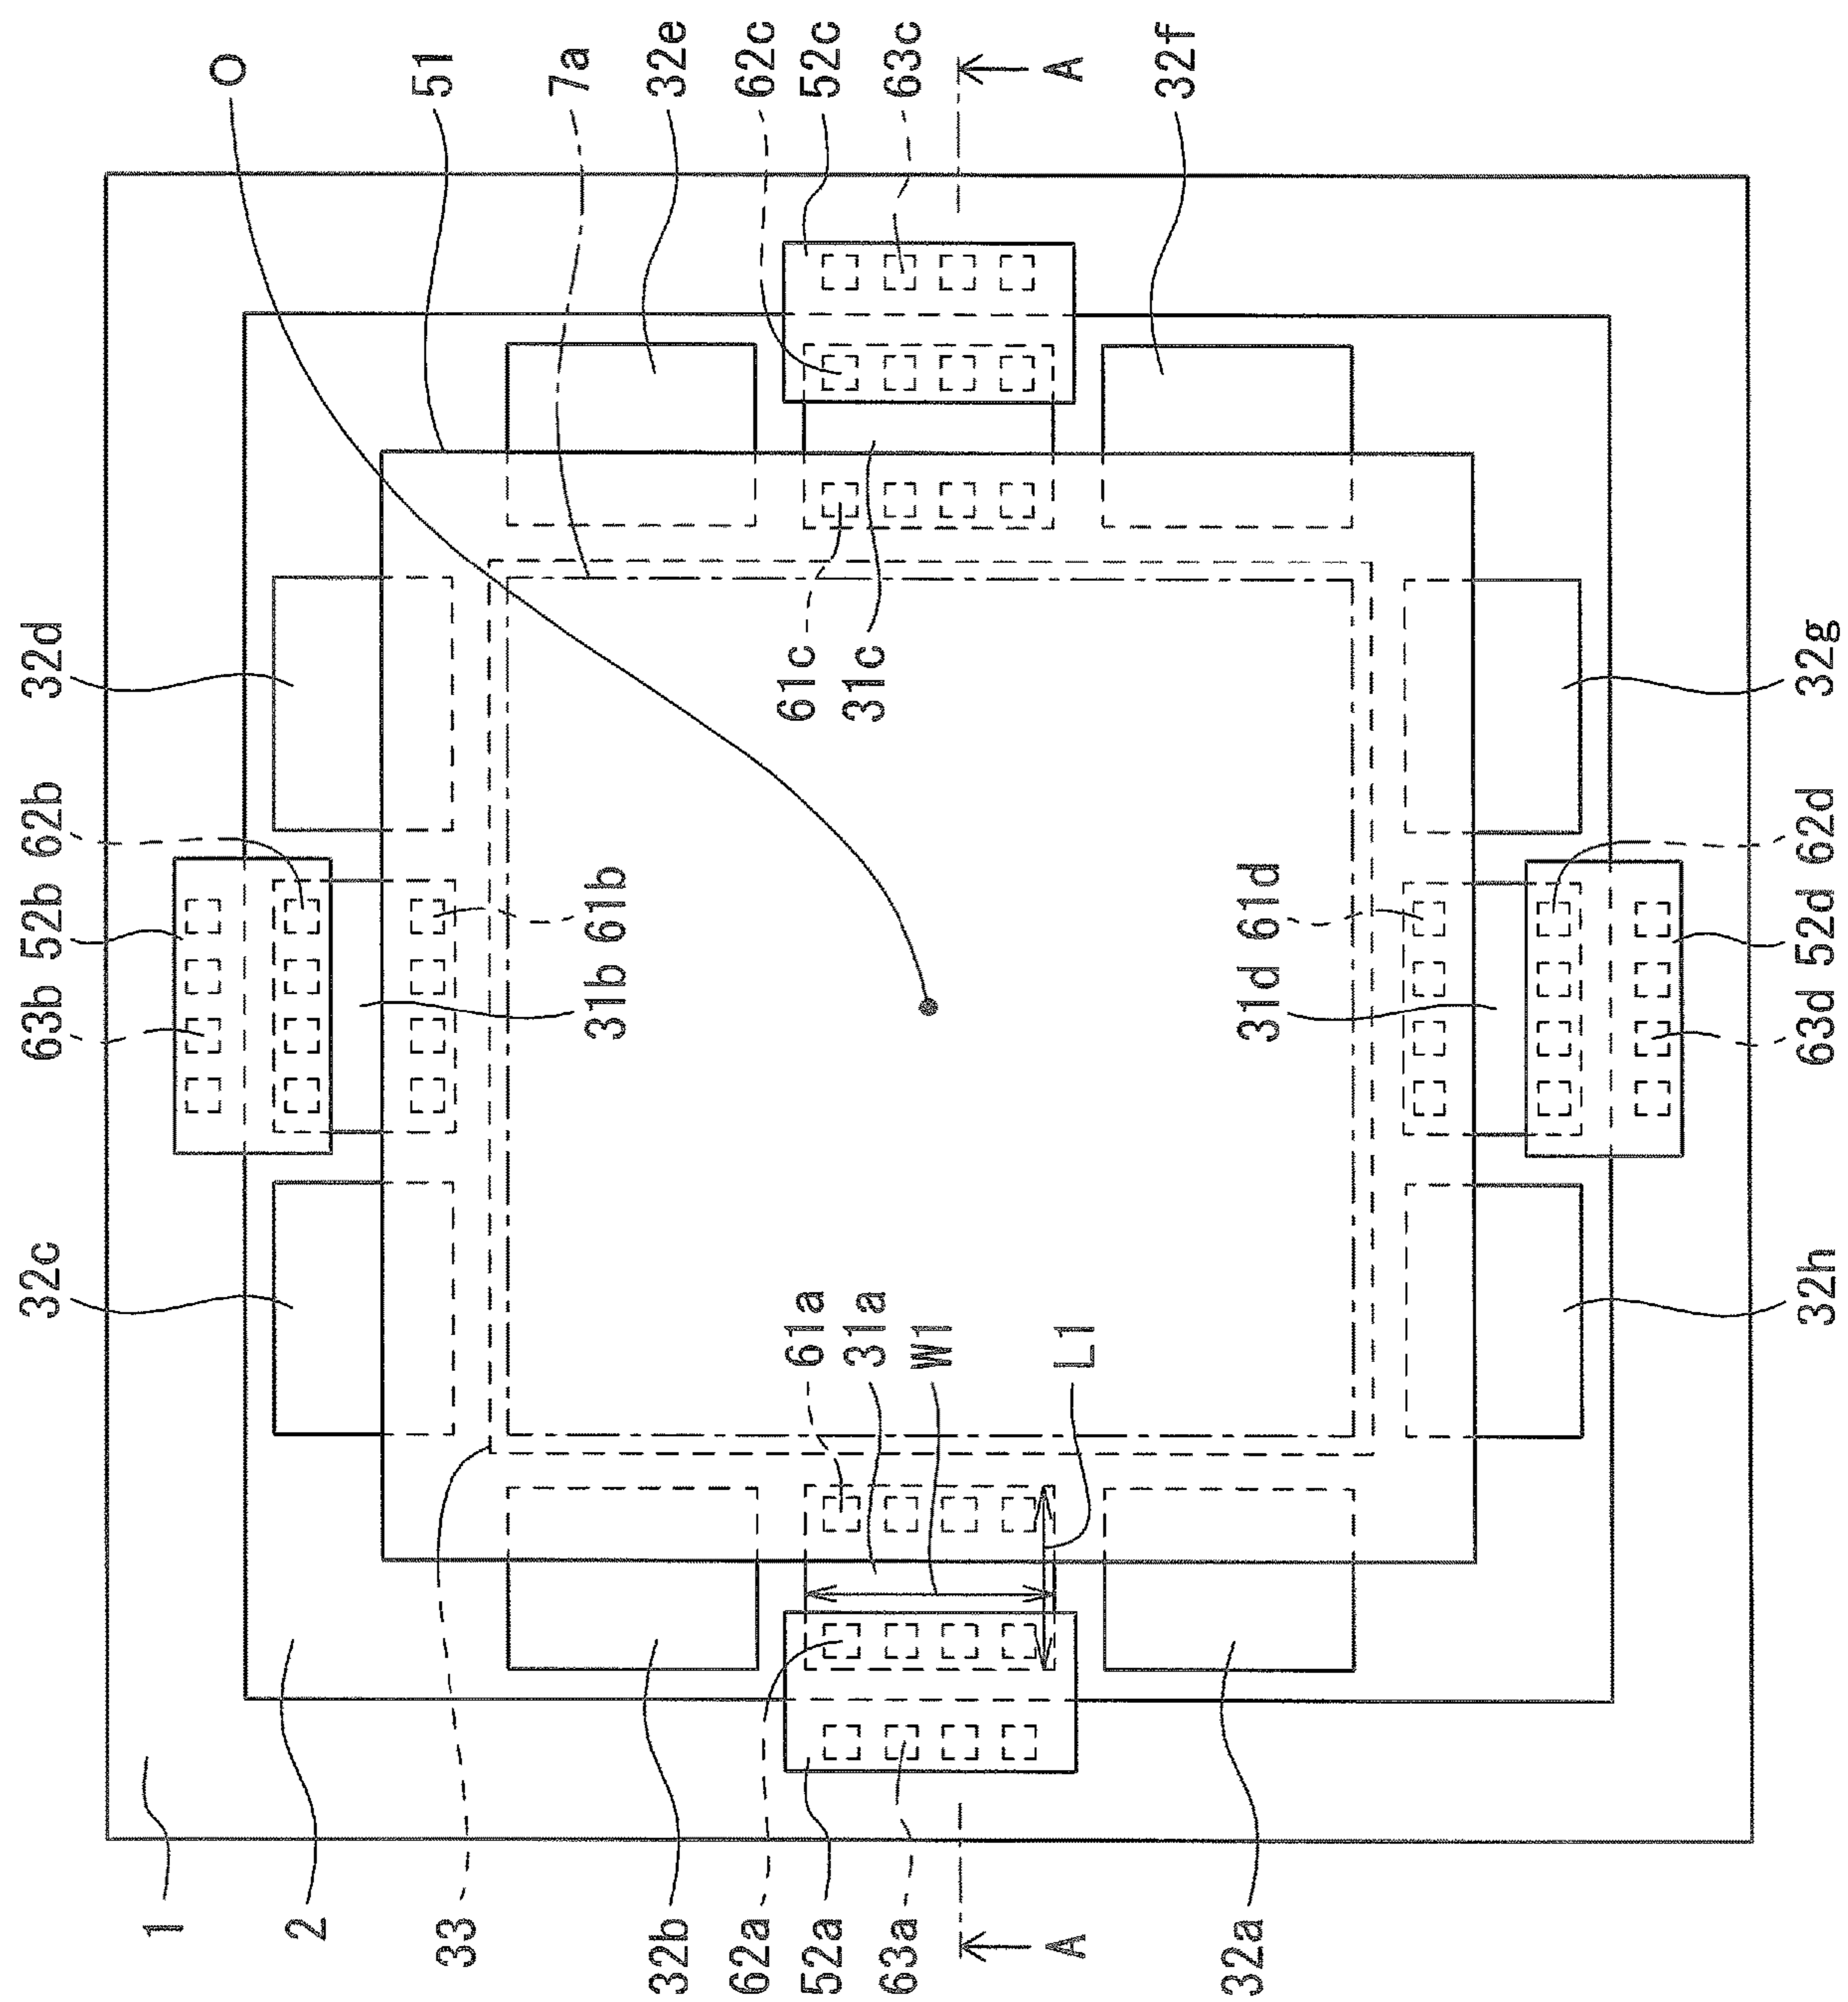 32c 63b 52b 62b 32d
1
O
2
51
33
7a
31b 61b
32b 32e
62a 62c
61a 61c
52a 52c
31a 31c
63a 63c
W1
A L1 A
32f
32a
31d 61d
32h 63d 52d 62d 32g